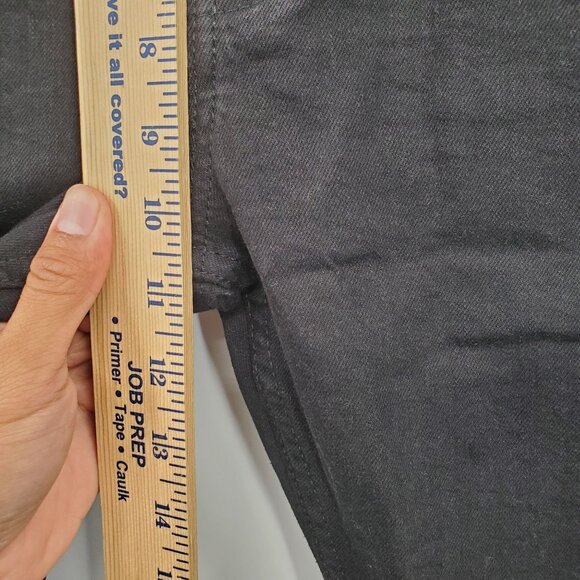 ve it all covered?
JOB PREP
• Primer • Tape • Caulk
8
9
10
11
12
13
14